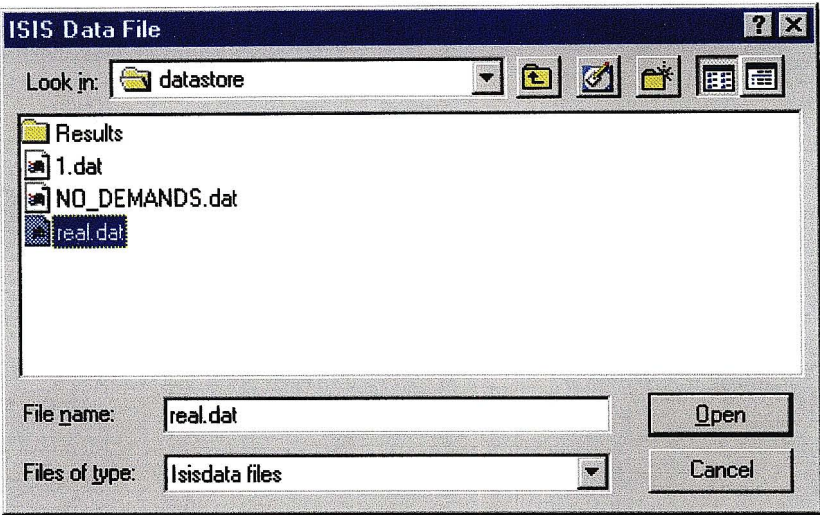 ISIS Data File
Look in: datastore
Results
1.dat
NO_DEMANDS.dat
real.dat
File name: real.dat Open
Files of type: Isisdata files Cancel